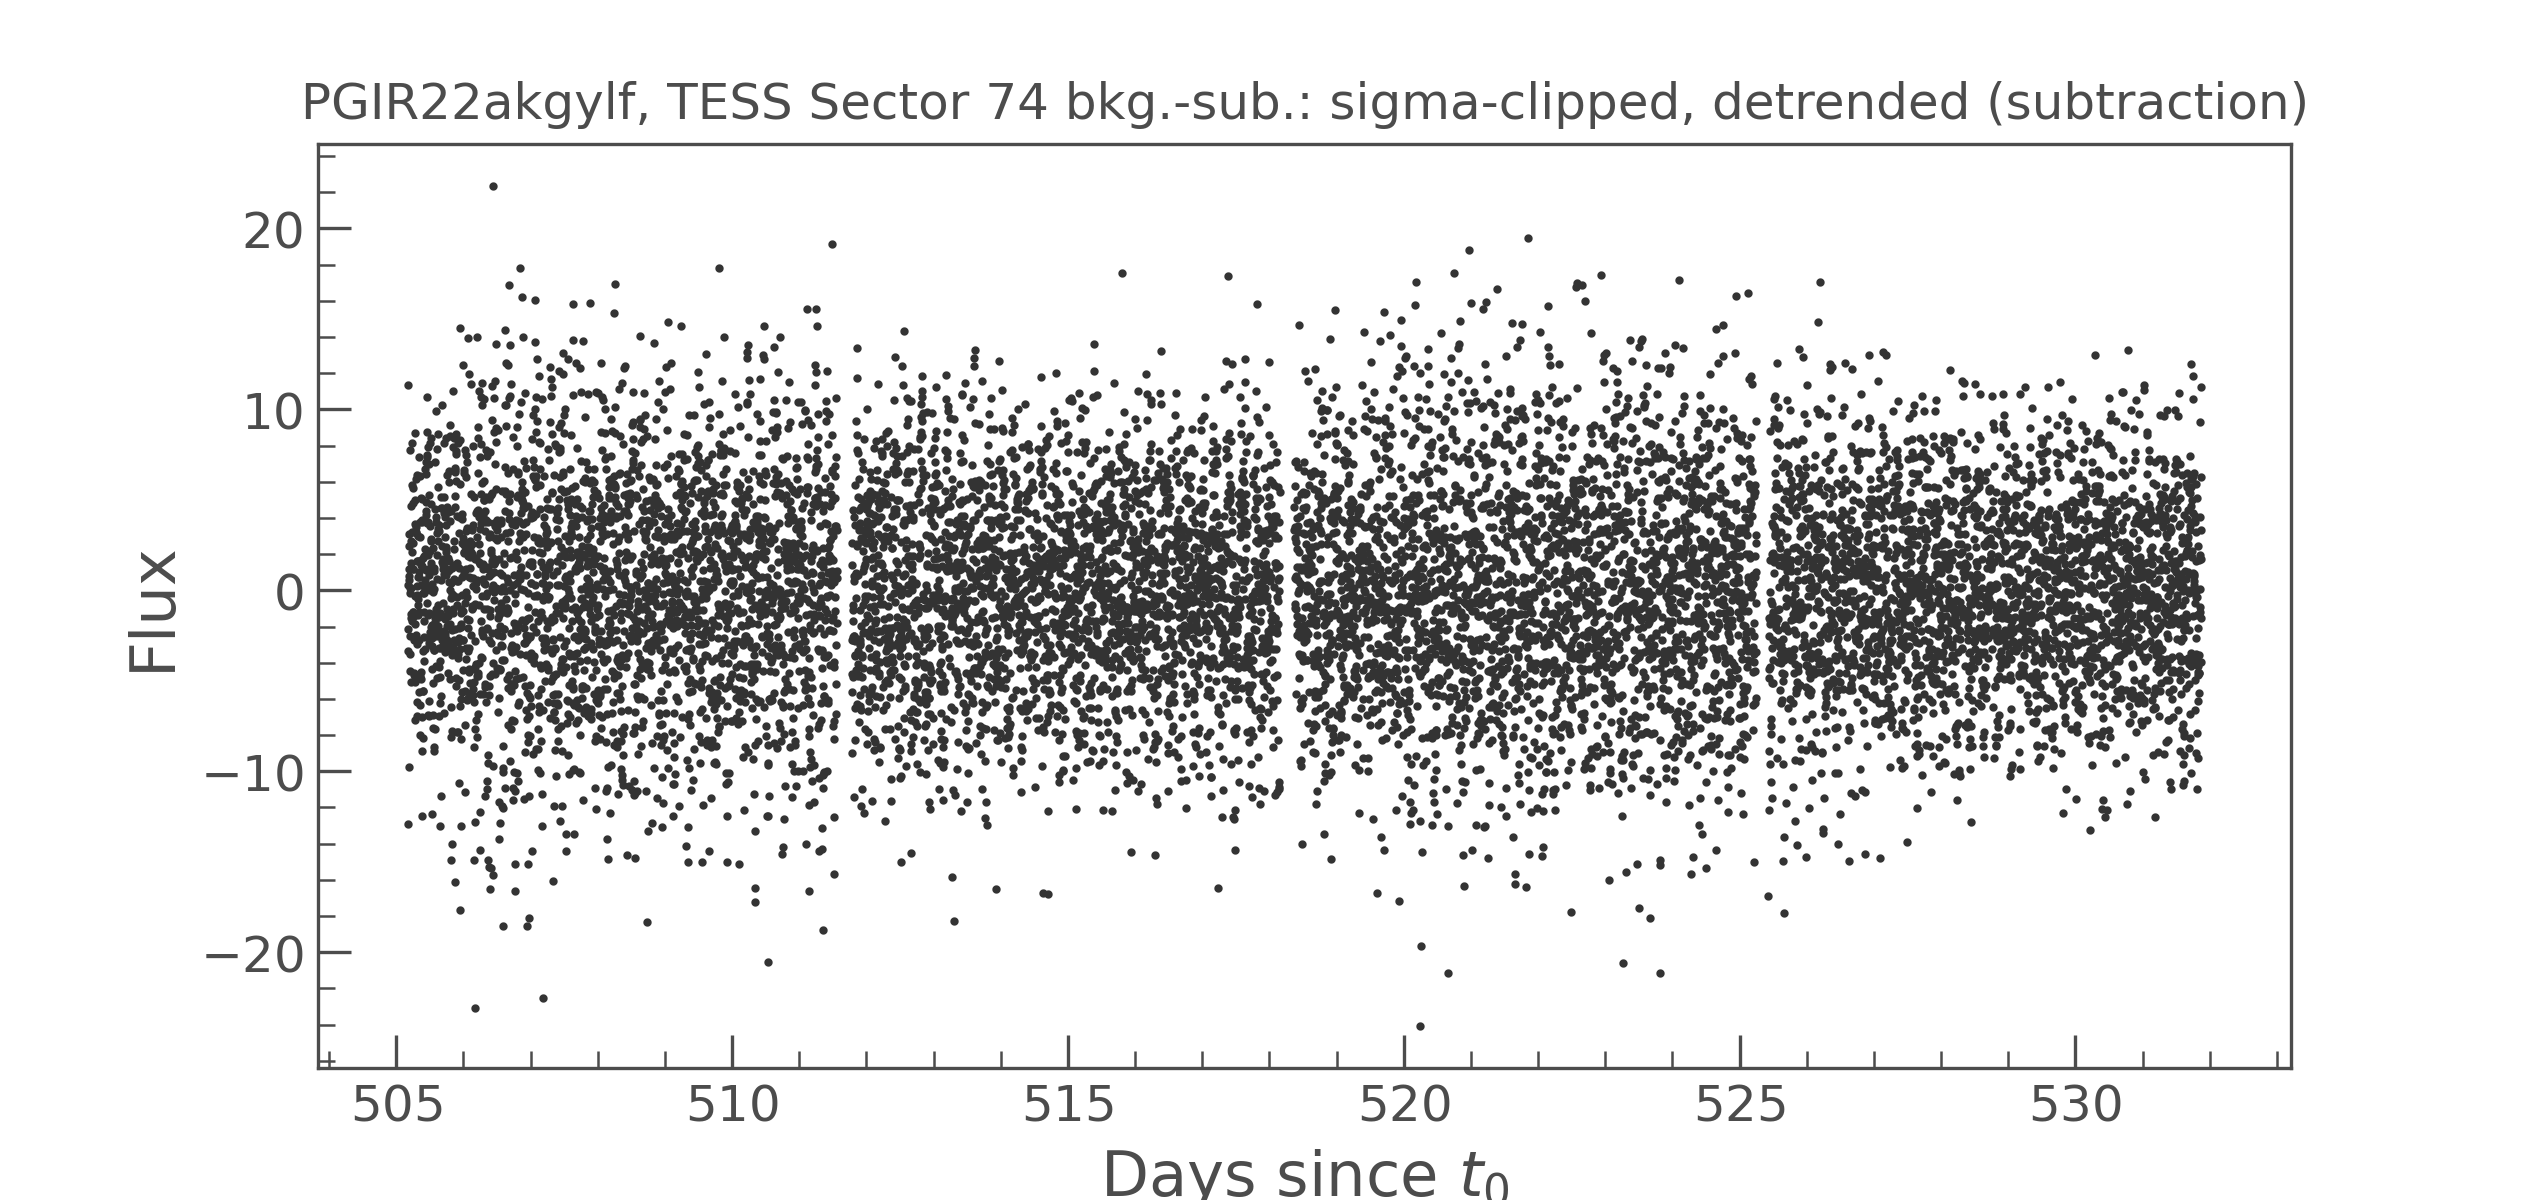 PGIR22akgylf, TESS Sector 74 bkg.-sub.: sigma-clipped, detrended (subtraction)
20
10
0
−10
−20
Flux
505 510 515 520 525 530
Days since t0